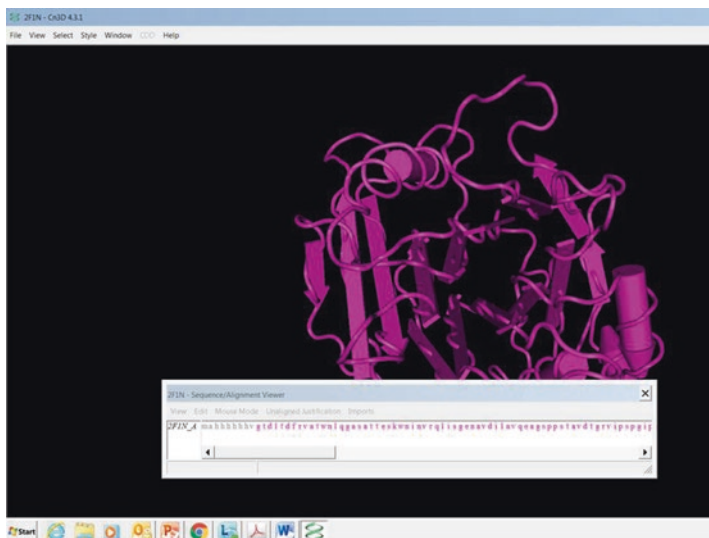 2F1N - Cn3D 4.3.1
File View Select Style Window CDD Help
2F1N - Sequence/Alignment Viewer
View Edit Mouse Mode Unaligned Justification Imports
2F1N_A
Start